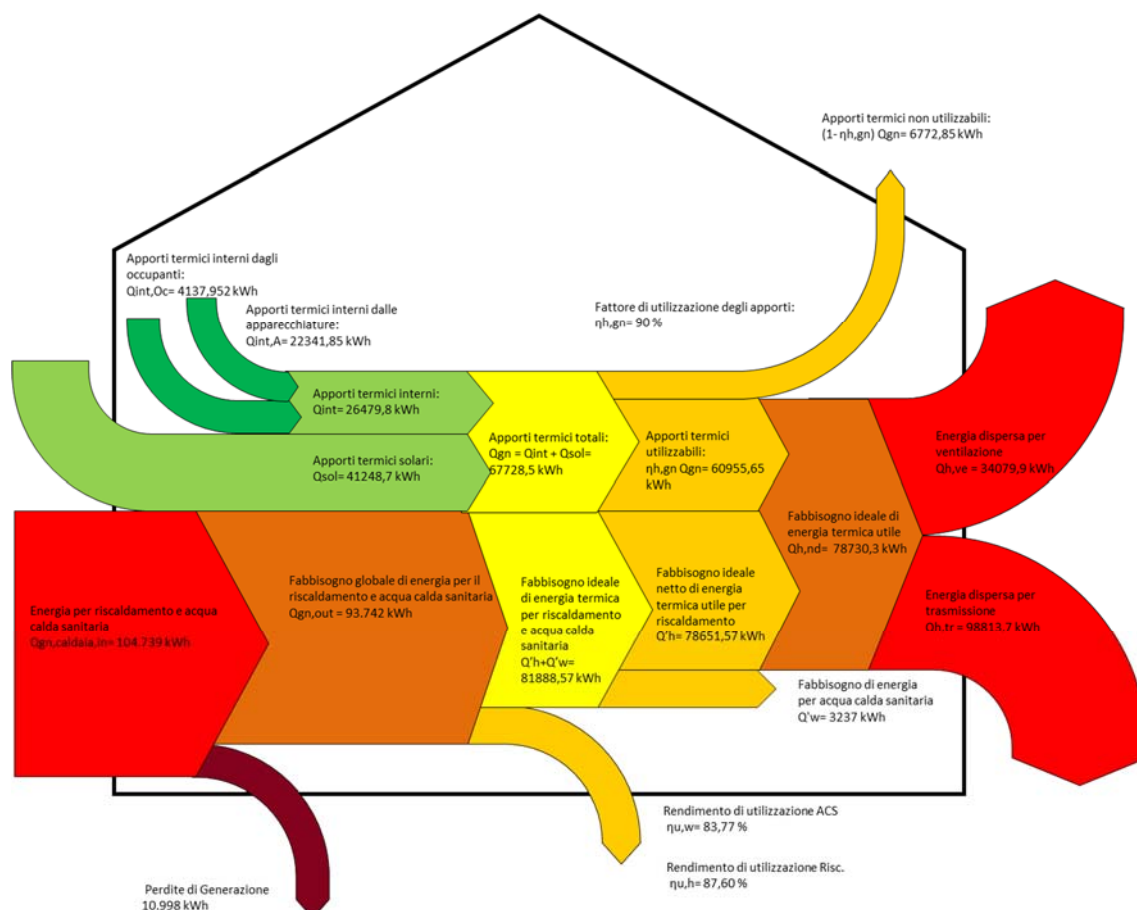 Apporti termici non utilizzabili:
(1- ηh,gn) Qgn= 6772,85 kWh
Apporti termici interni dagli
occupanti:
Qint,Oc= 4137,952 kWh
Apporti termici interni dalle
apparecchiature:
Qint,A= 22341,85 kWh
Fattore di utilizzazione degli apporti:
ηh,gn= 90 %
Apporti termici interni:
Qint= 26479,8 kWh
Apporti termici solari:
Qsol= 41248,7 kWh
Apporti termici totali:
Qgn = Qint + Qsol=
67728,5 kWh
Apporti termici
utilizzabili:
ηh,gn Qgn= 60955,65
kWh
Energia dispersa per
ventilazione
Qh,ve = 34079,9 kWh
Fabbisogno ideale di
energia termica utile
Qh,nd= 78730,3 kWh
Energia per riscaldamento e acqua
calda sanitaria
Qgn,caldaia,in= 104.739 kWh
Fabbisogno globale di energia per il
riscaldamento e acqua calda sanitaria
Qgn,out = 93.742 kWh
Fabbisogno ideale
di energia termica
per riscaldamento
e acqua calda
sanitaria
Q'h+Q'w=
81888,57 kWh
Fabbisogno ideale
netto di energia
termica utile per
riscaldamento
Q'h= 78651,57 kWh
Energia dispersa per
trasmissione
Qh,tr = 98813,7 kWh
Fabbisogno di energia
per acqua calda sanitaria
Q'w= 3237 kWh
Rendimento di utilizzazione ACS
ηu,w= 83,77 %
Rendimento di utilizzazione Risc.
ηu,h= 87,60 %
Perdite di Generazione
10.998 kWh